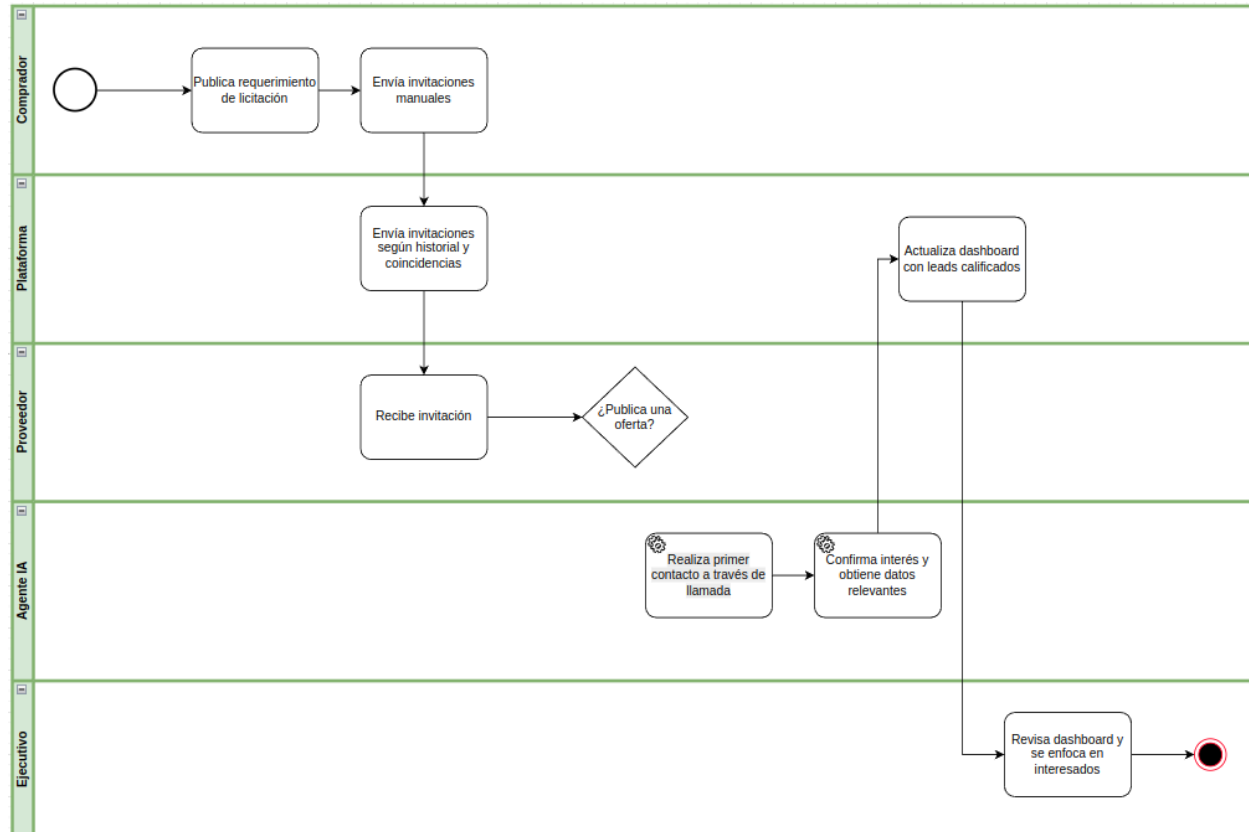 Comprador
Publica requerimiento
de licitación
Envía invitaciones
manuales
Plataforma
Envía invitaciones
según historial y
coincidencias
Actualiza dashboard
con leads calificados
Proveedor
Recibe invitación
¿Publica una
oferta?
Agente IA
Realiza primer
contacto a través de
llamada
Confirma interés y
obtiene datos
relevantes
Ejecutivo
Revisa dashboard y
se enfoca en
interesados